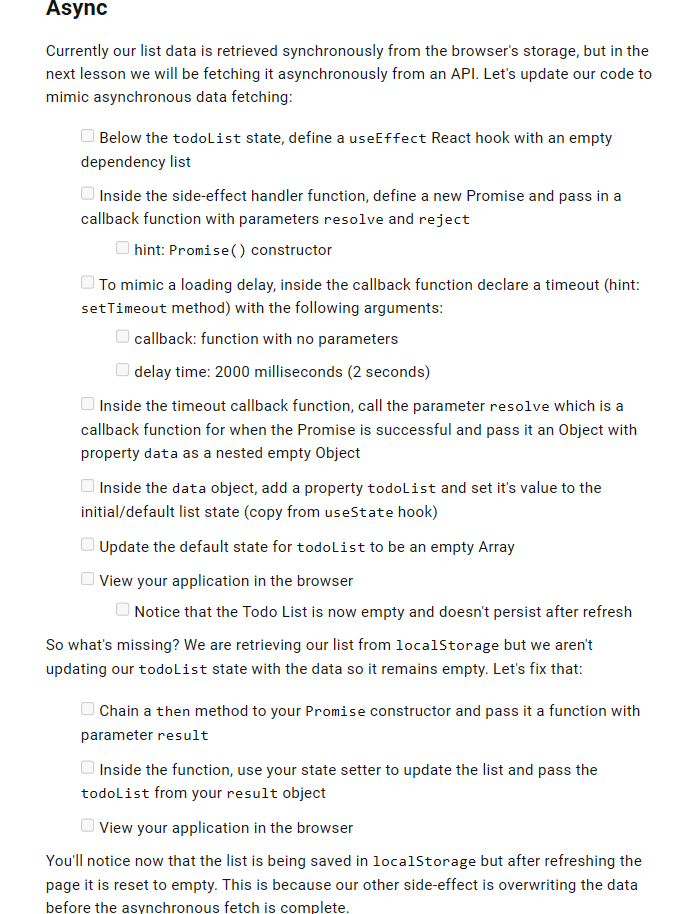 Async
Currently our list data is retrieved synchronously from the browser's storage, but in the
next lesson we will be fetching it asynchronously from an API. Let's update our code to
mimic asynchronous data fetching:
Below the todoList state, define a useEffect React hook with an empty
dependency list
Inside the side-effect handler function, define a new Promise and pass in a
callback function with parameters resolve and reject
hint: Promise() constructor
To mimic a loading delay, inside the callback function declare a timeout (hint:
setTimeout method) with the following arguments:
callback: function with no parameters
delay time: 2000 milliseconds (2 seconds)
Inside the timeout callback function, call the parameter resolve which is a
callback function for when the Promise is successful and pass it an Object with
property data as a nested empty Object
Inside the data object, add a property todoList and set it's value to the
initial/default list state (copy from useState hook)
Update the default state for todoList to be an empty Array
View your application in the browser
Notice that the Todo List is now empty and doesn't persist after refresh
So what's missing? We are retrieving our list from localStorage but we aren't
updating our todoList state with the data so it remains empty. Let's fix that:
Chain a then method to your Promise constructor and pass it a function with
parameter result
Inside the function, use your state setter to update the list and pass the
todoList from your result object
View your application in the browser
You'll notice now that the list is being saved in localStorage but after refreshing the
page it is reset to empty. This is because our other side-effect is overwriting the data
before the asynchronous fetch is complete.